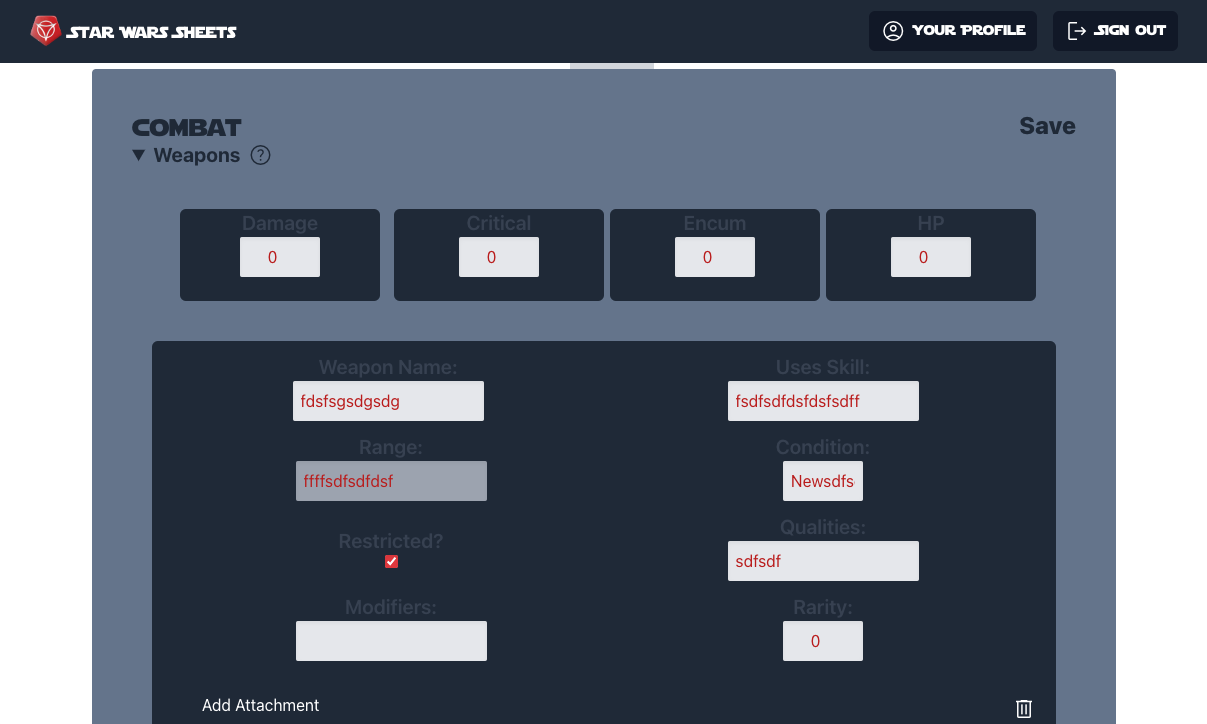 STAR WARS SHEETS
YOUR PROFILE
SIGN OUT
COMBAT
Save
▼ Weapons ?
Damage Critical Encum HP
0 0 0 0
Weapon Name: Uses Skill:
fdsfsgsdgsdg fsdfsdfdsfdsfsdff
Range: Condition:
ffffsdfsdfdsf Newsdfs
Restricted? Qualities:
sdfsdf
Modifiers: Rarity:
0
Add Attachment